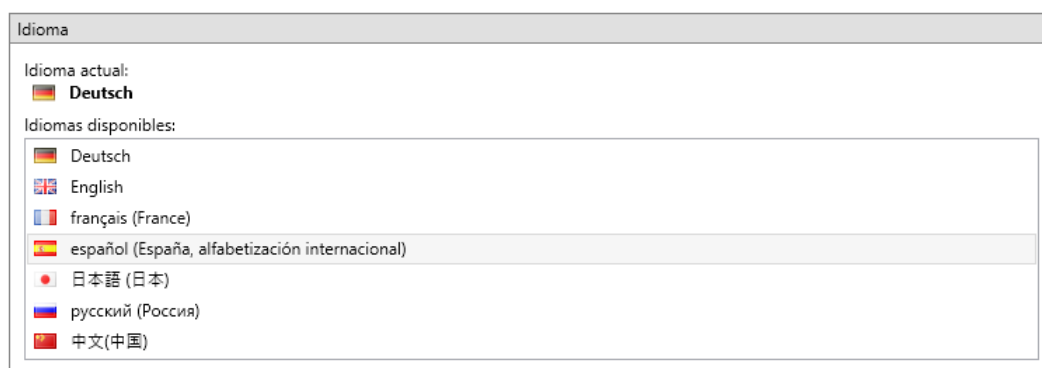 Idioma
Idioma actual:
Deutsch
Idiomas disponibles:
Deutsch
English
français (France)
español (España, alfabetización internacional)
日本語 (日本)
русский (Россия)
中文(中国)